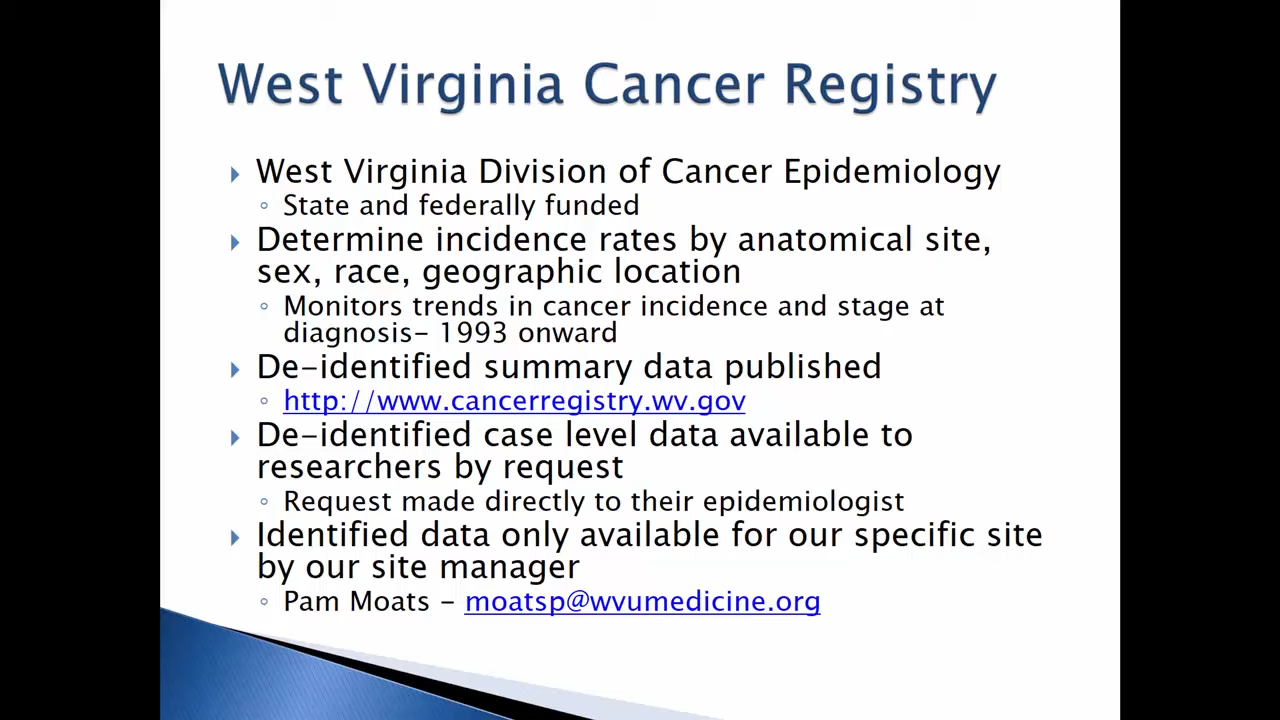 West Virginia Cancer Registry
West Virginia Division of Cancer Epidemiology
State and federally funded
Determine incidence rates by anatomical site,
sex, race, geographic location
Monitors trends in cancer incidence and stage at
diagnosis– 1993 onward
De-identified summary data published
http://www.cancerregistry.wv.gov
De-identified case level data available to
researchers by request
Request made directly to their epidemiologist
Identified data only available for our specific site
by our site manager
Pam Moats – moatsp@wvumedicine.org